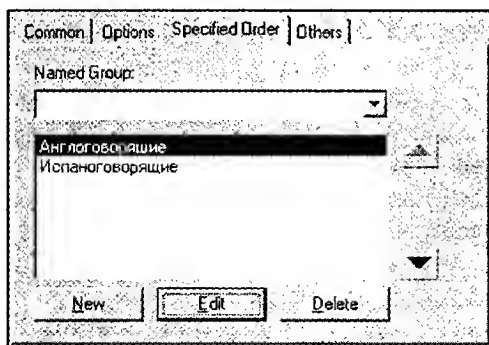 Common Options Specified Order Others
Named Group:
Англоговорящие
Испаноговорящие
New Edit Delete